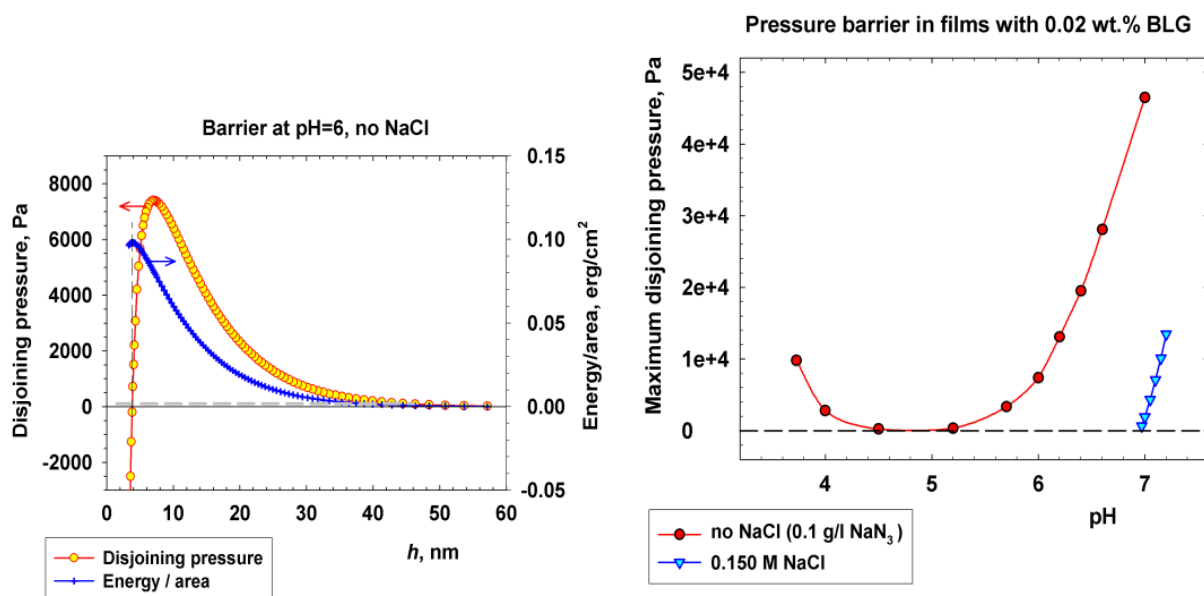 Barrier at pH=6, no NaCl
Disjoining pressure, Pa
8000
6000
4000
2000
0
-2000
0.15
0.10
0.05
0.00
-0.05
Energy/area, erg/cm²
0 10 20 30 40 50 60
h, nm
Disjoining pressure
Energy / area
Pressure barrier in films with 0.02 wt.% BLG
Maximum disjoining pressure, Pa
5e+4
4e+4
3e+4
2e+4
1e+4
0
4 5 6 7
pH
no NaCl (0.1 g/l NaN₃)
0.150 M NaCl